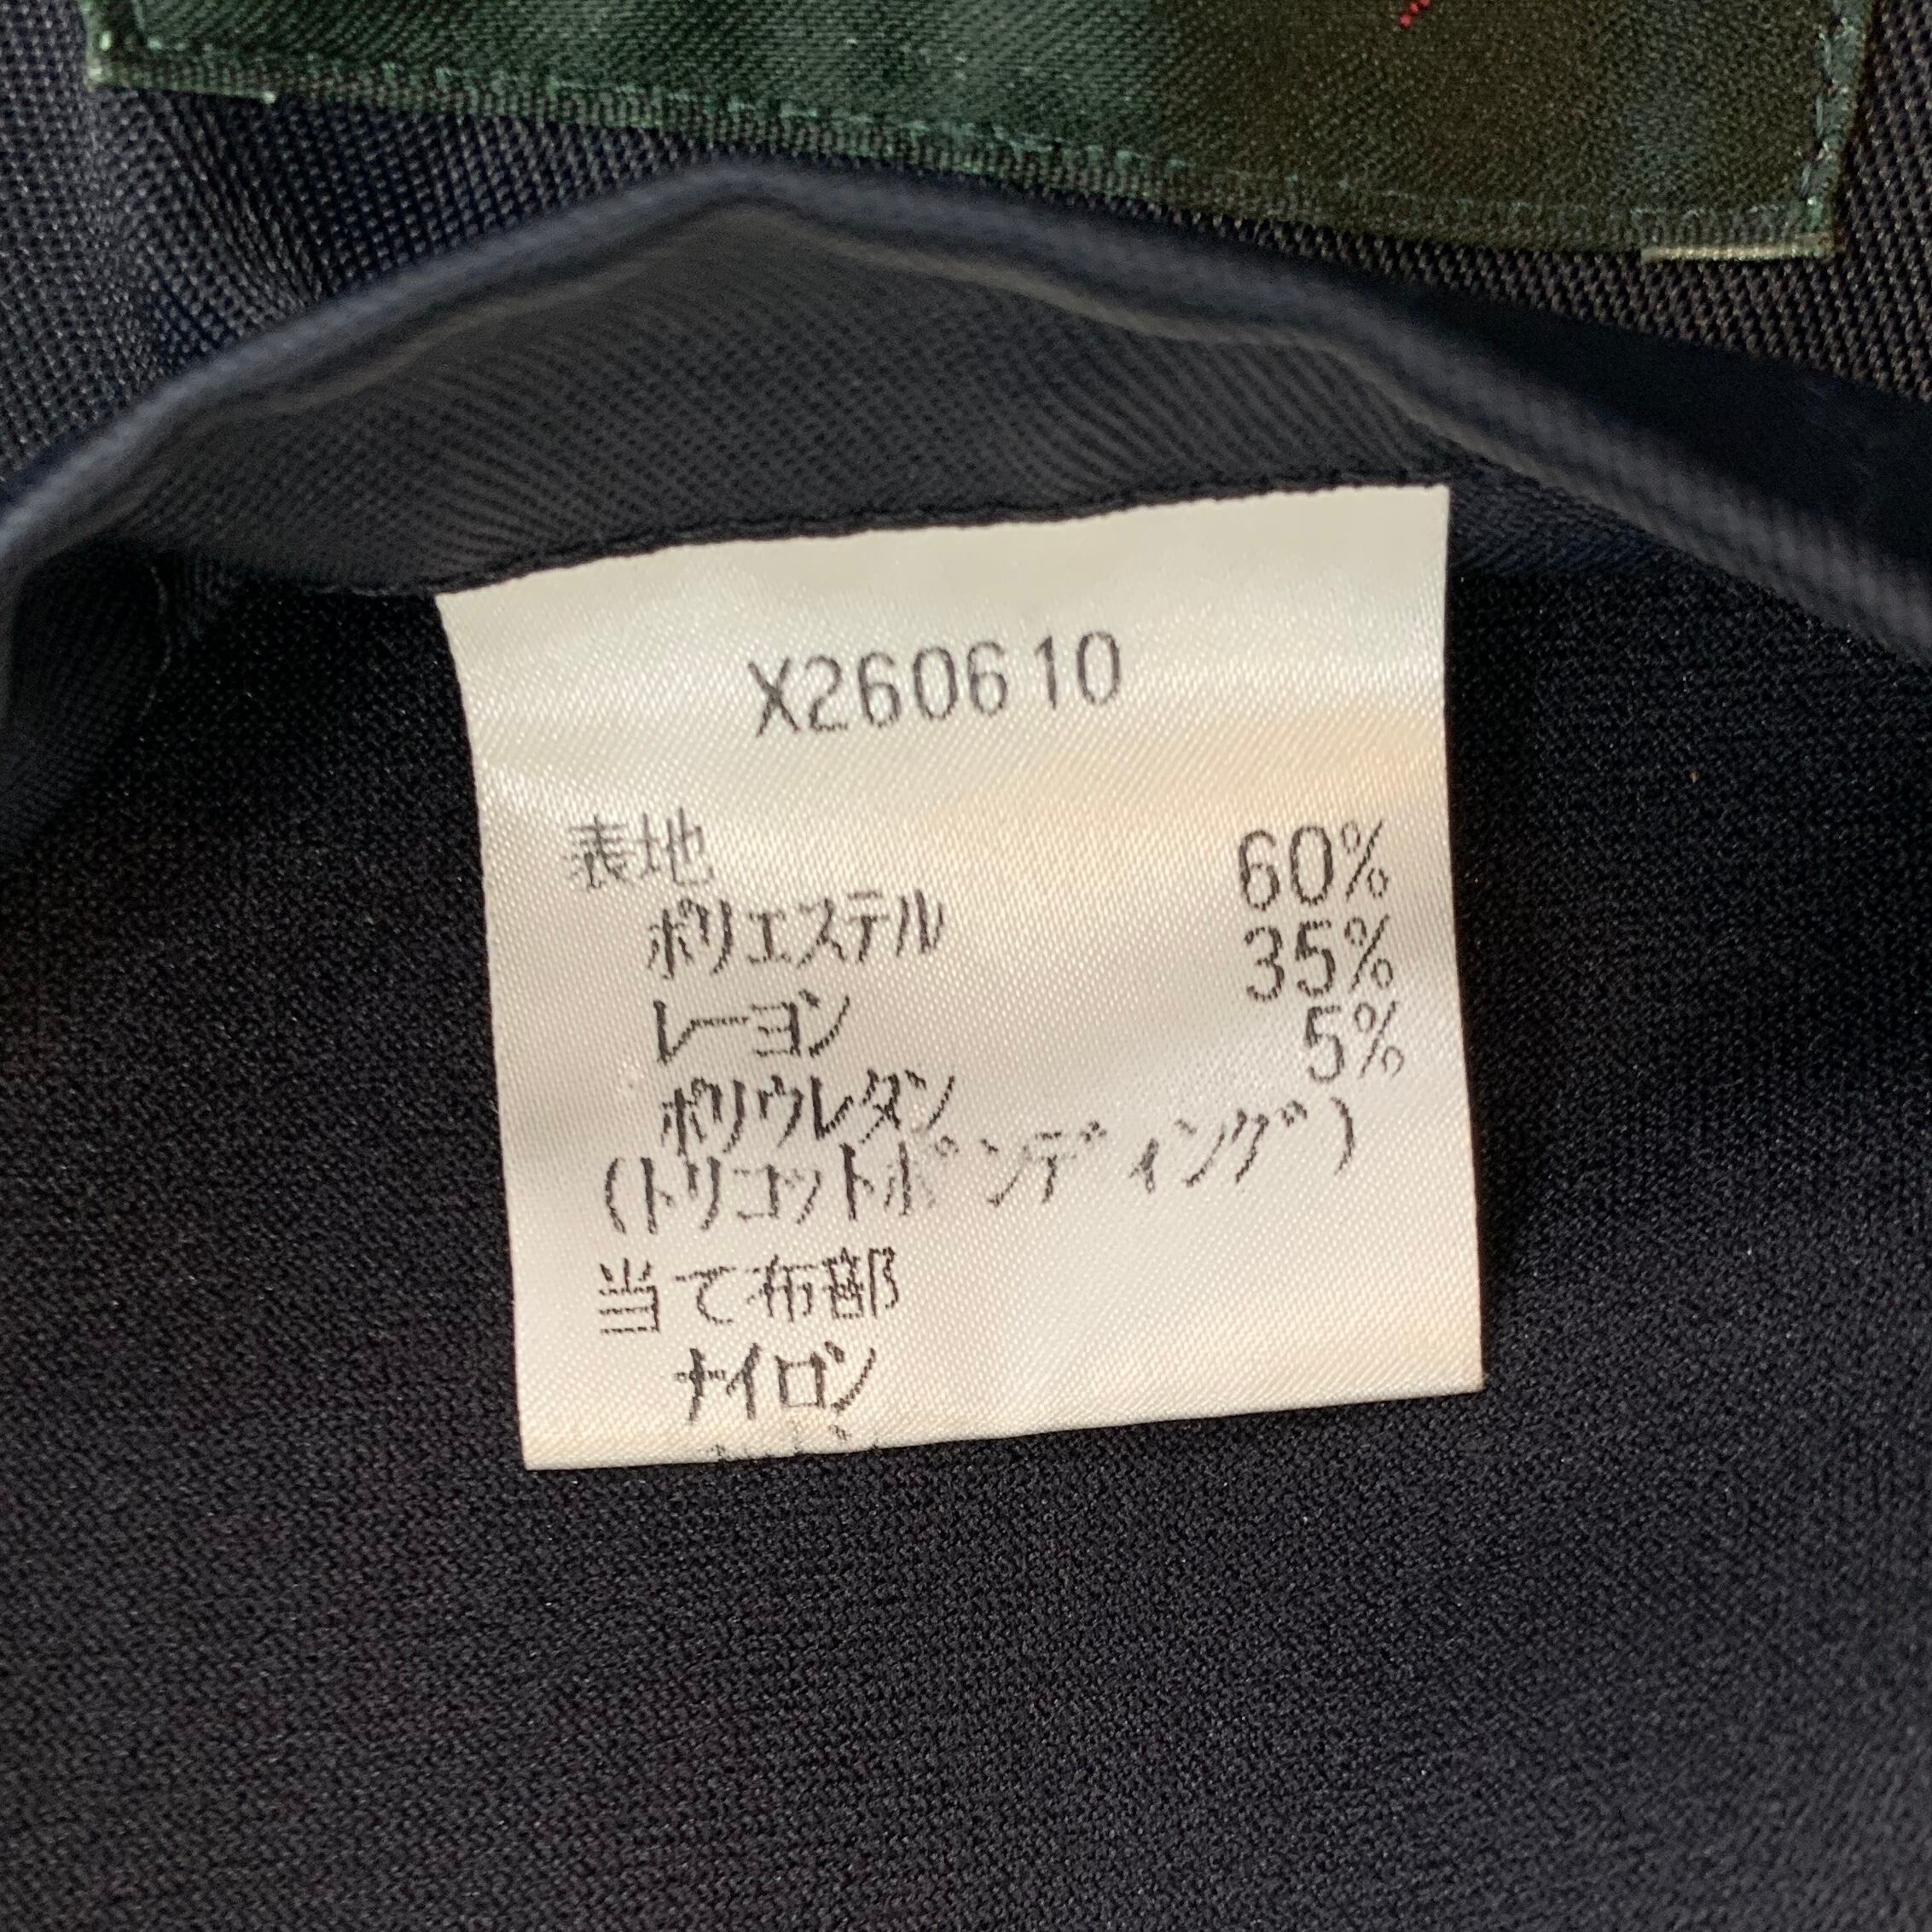 X260610
表地
ポリエステル 60%
レーヨン 35%
ポリウレタン 5%
(トリコットボンディング)
当て布部
ナイロン